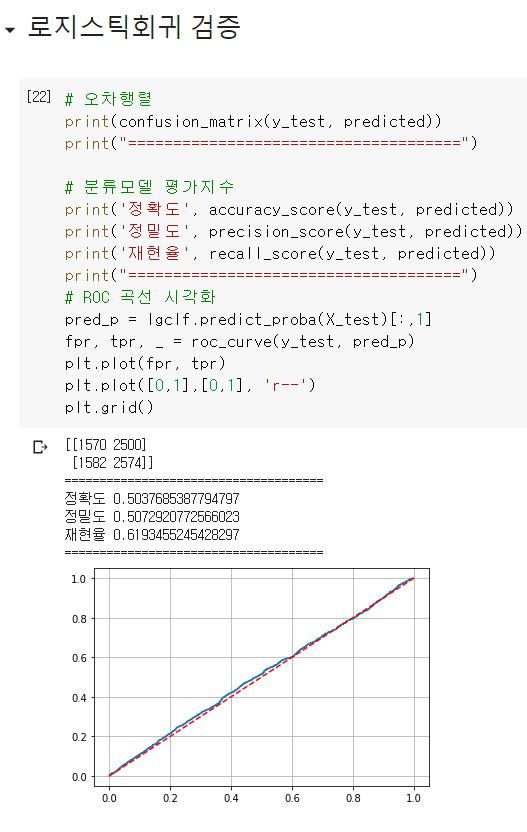 로지스틱회귀 검증
[22] # 오차행렬
print(confusion_matrix(y_test, predicted))
print("=====================================")
# 분류모델 평가지수
print('정확도', accuracy_score(y_test, predicted))
print('정밀도', precision_score(y_test, predicted))
print('재현율', recall_score(y_test, predicted))
print("=====================================")
# ROC 곡선 시각화
pred_p = lgclf.predict_proba(X_test)[:,1]
fpr, tpr, _ = roc_curve(y_test, pred_p)
plt.plot(fpr, tpr)
plt.plot([0,1],[0,1], 'r--')
plt.grid()
[[1570 2500]
[1582 2574]]
=====================================
정확도 0.5037685387794797
정밀도 0.5072920772566023
재현율 0.6193455245428297
=====================================
1.0
0.8
0.6
0.4
0.2
0.0
0.0 0.2 0.4 0.6 0.8 1.0